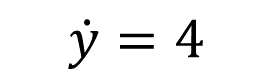 ẏ = 4